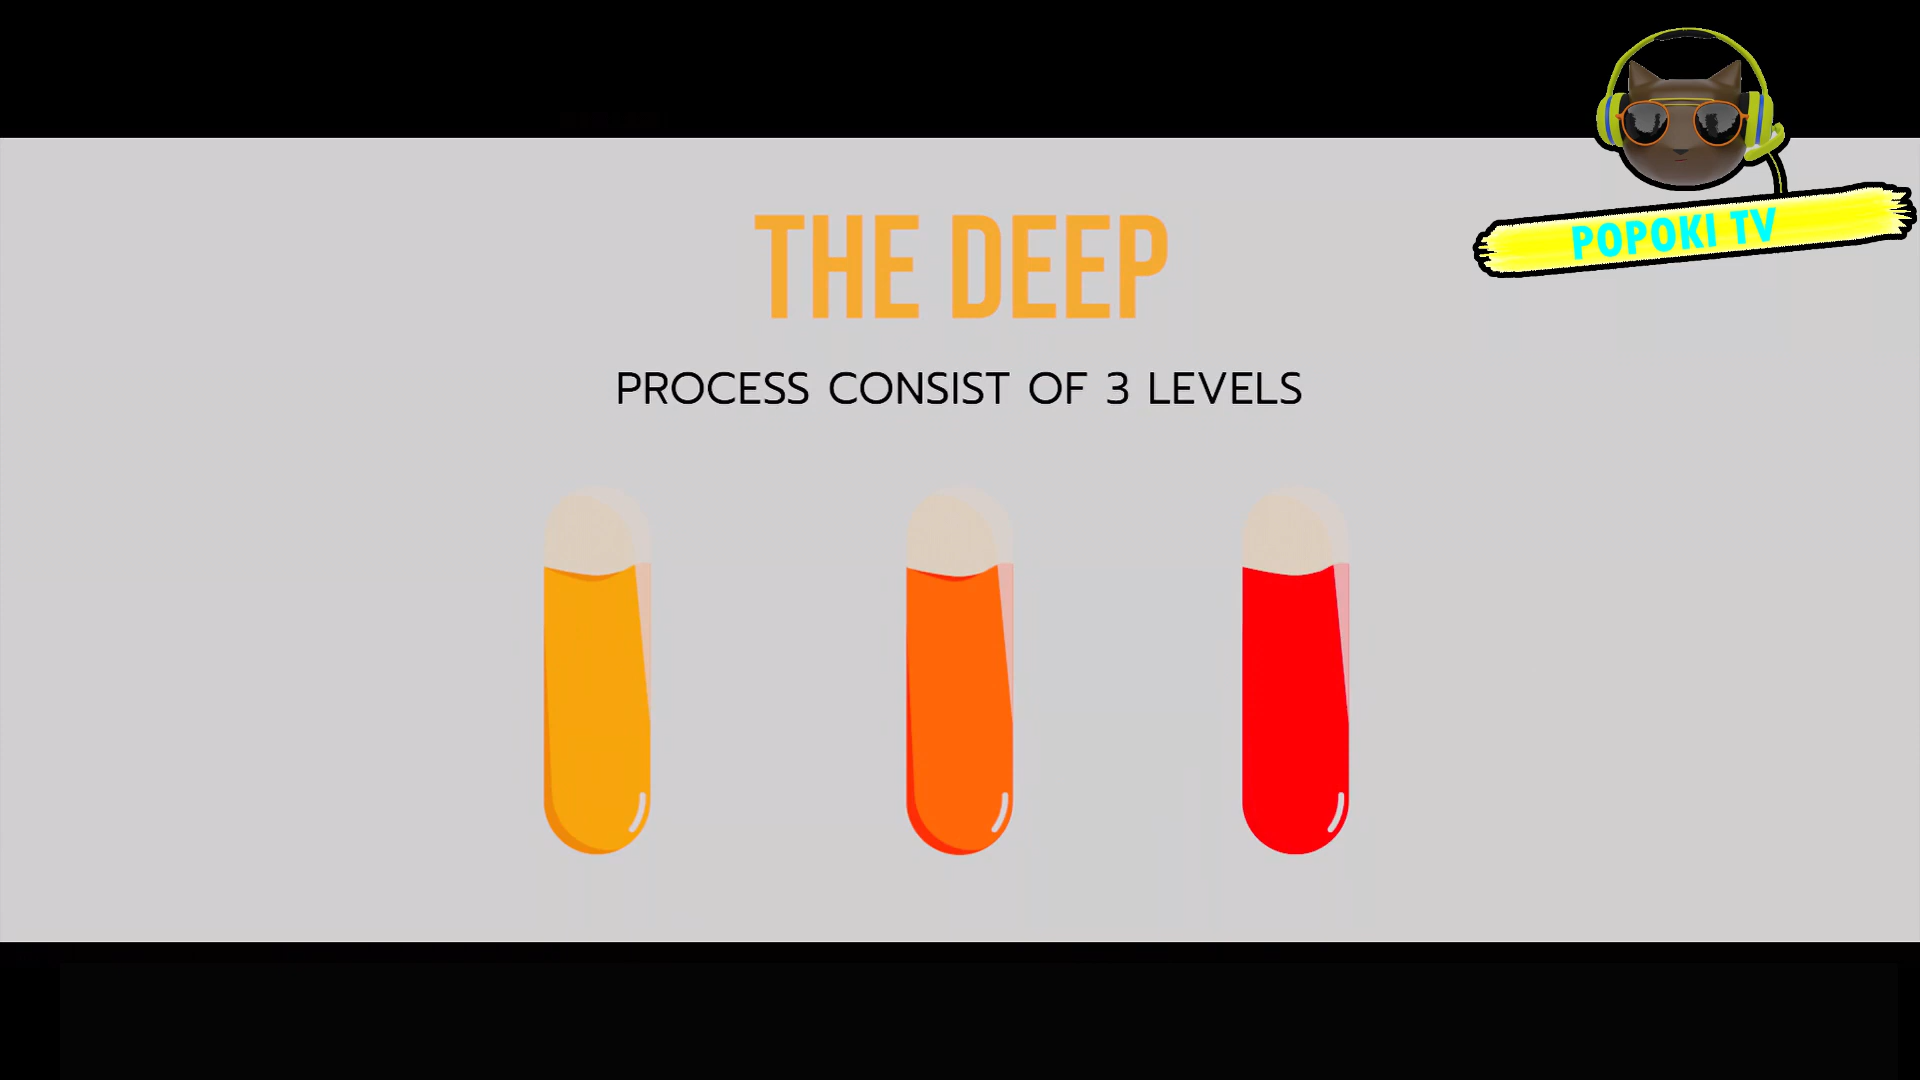 THE DEEP
PROCESS CONSIST OF 3 LEVELS
POPOKI TV